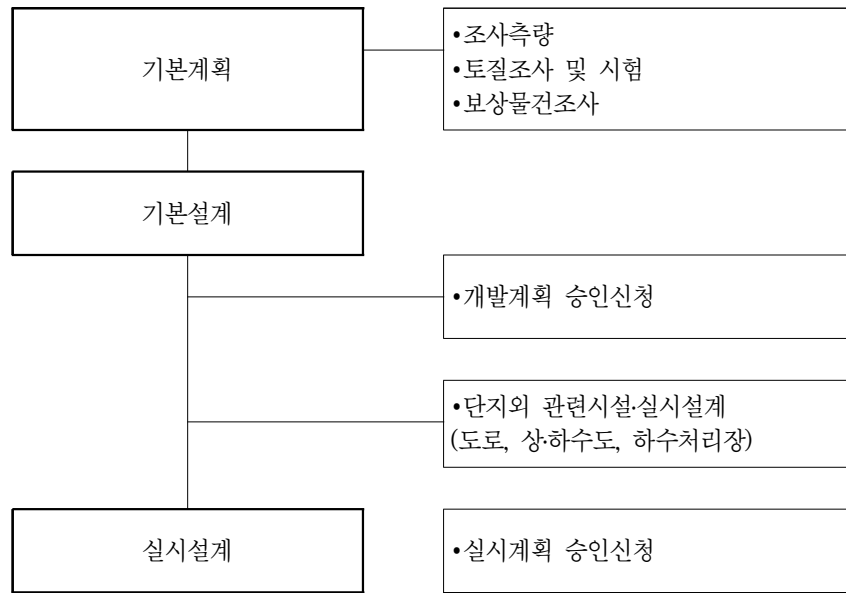 기본계획
•조사측량
•토질조사 및 시험
•보상물건조사
기본설계
•개발계획 승인신청
•단지외 관련시설·실시설계
(도로, 상·하수도, 하수처리장)
실시설계
•실시계획 승인신청